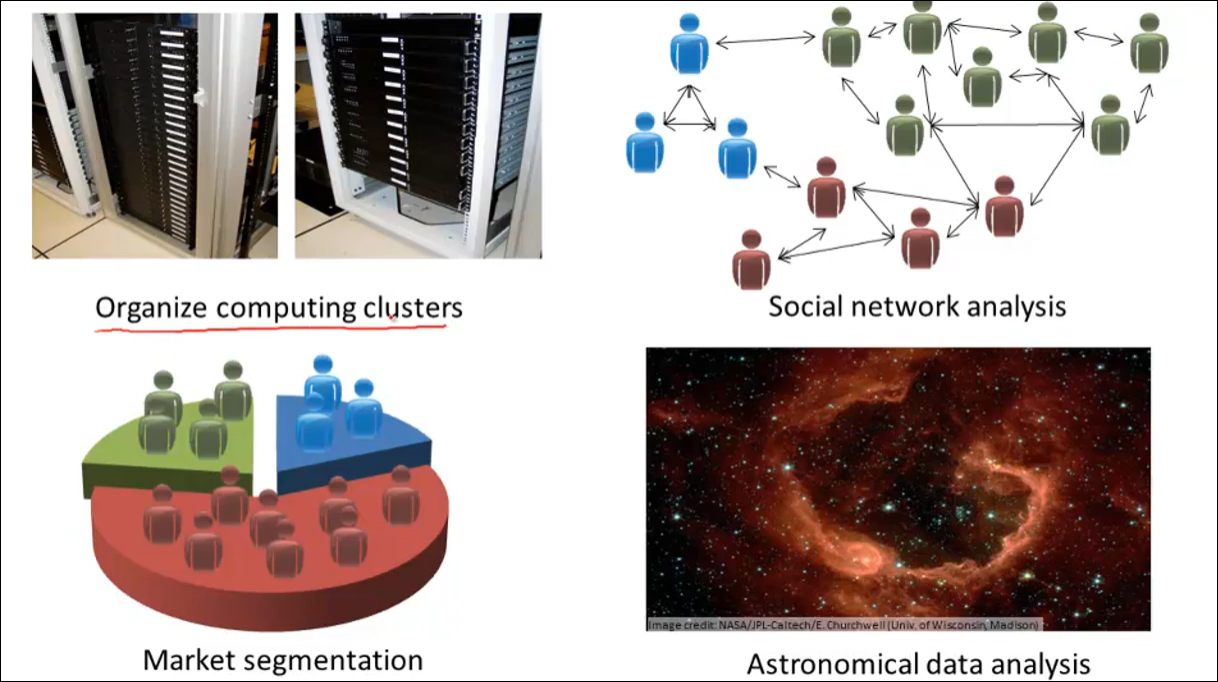 Organize computing clusters
Social network analysis
Image credit: NASA/JPL-Caltech/E. Churchwell (Univ. of Wisconsin, Madison)
Market segmentation
Astronomical data analysis